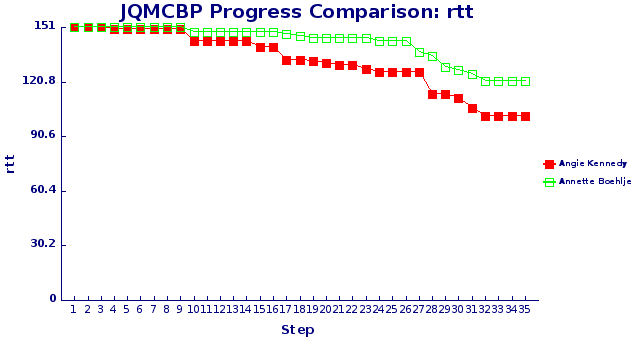 JQMCBP Progress Comparison: rtt
151
120.8
90.6
60.4
30.2
0
rtt
1 2 3 4 5 6 7 8 9 10 11 12 13 14 15 16 17 18 19 20 21 22 23 24 25 26 27 28 29 30 31 32 33 34 35
Step
Angie Kennedy
Annette Boehlje